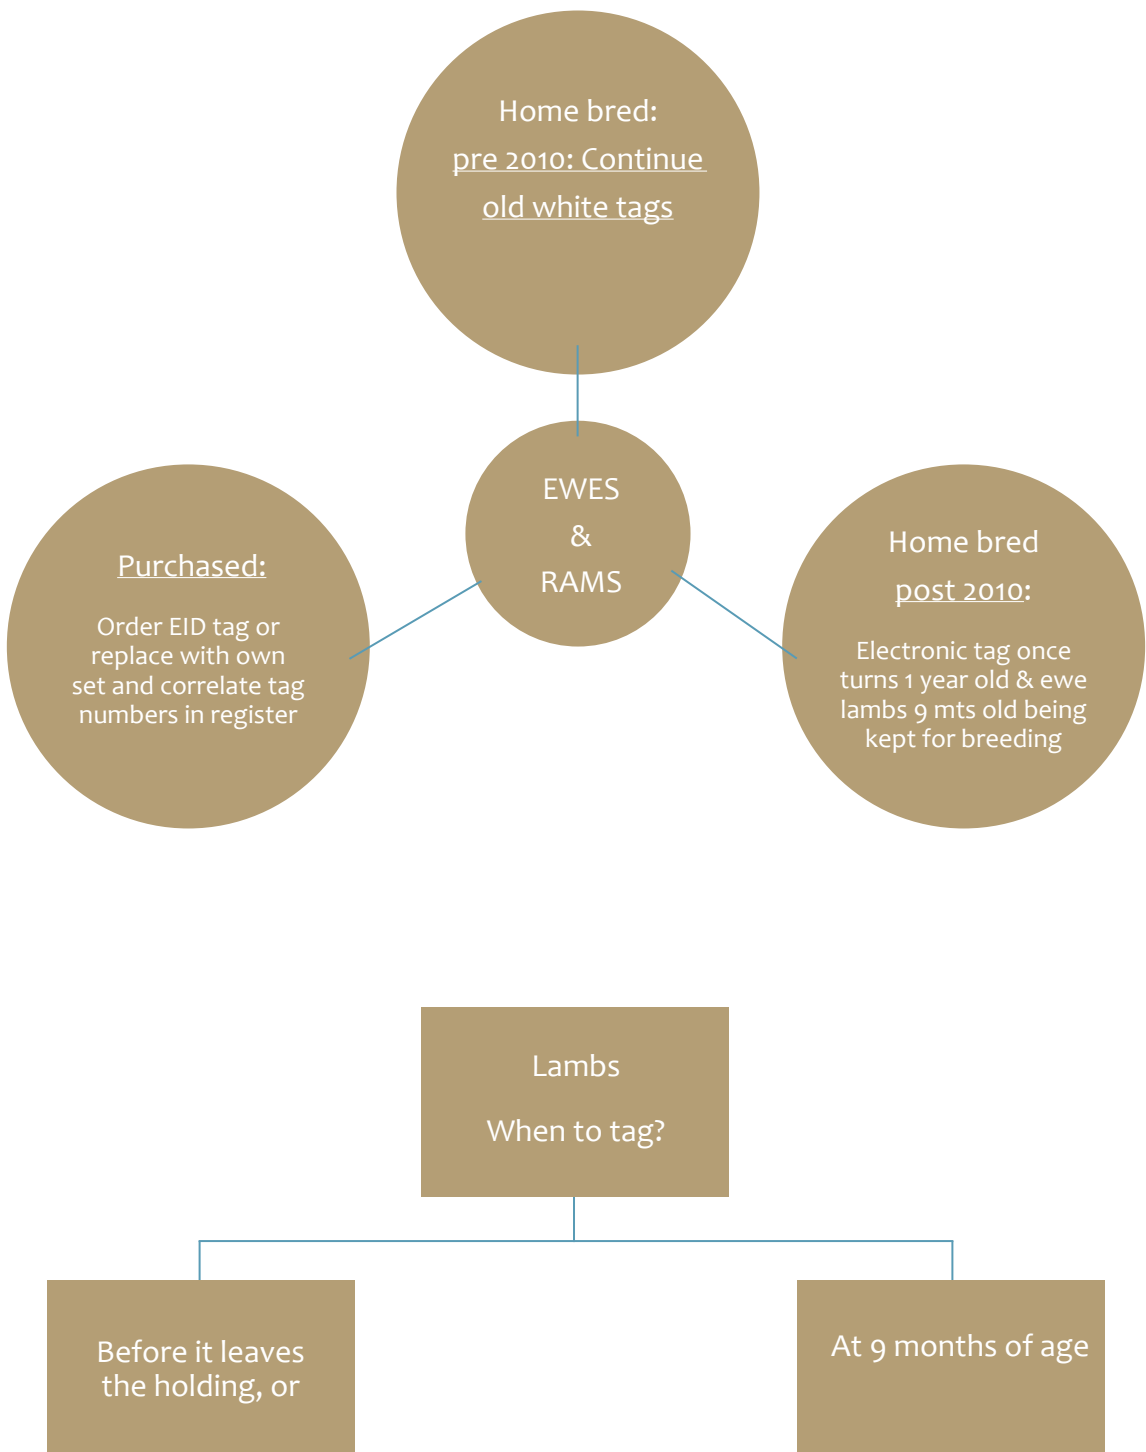 Home bred:
pre 2010: Continue
old white tags
EWES
&
RAMS
Purchased:
Order EID tag or
replace with own
set and correlate tag
numbers in register
Home bred
post 2010:
Electronic tag once
turns 1 year old & ewe
lambs 9 mts old being
kept for breeding
Lambs
When to tag?
Before it leaves
the holding, or
At 9 months of age